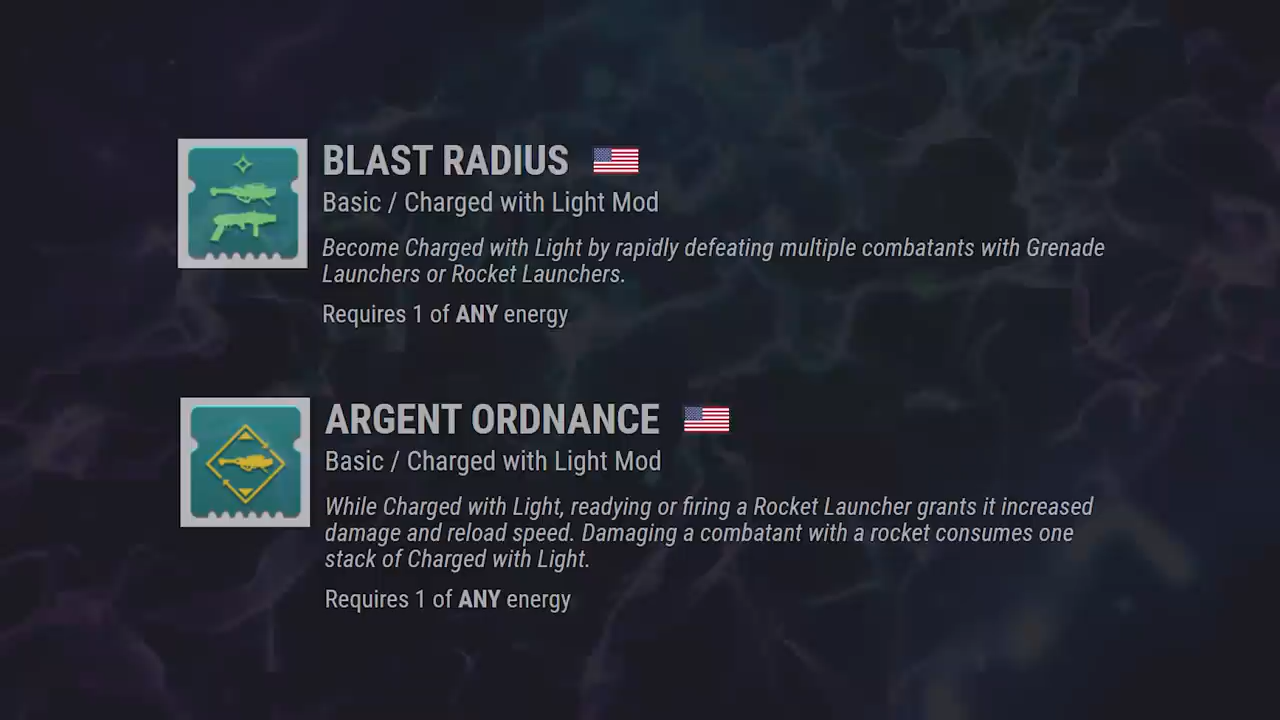 BLAST RADIUS
Basic / Charged with Light Mod
Become Charged with Light by rapidly defeating multiple combatants with Grenade
Launchers or Rocket Launchers.
Requires 1 of ANY energy
ARGENT ORDNANCE
Basic / Charged with Light Mod
While Charged with Light, readying or firing a Rocket Launcher grants it increased
damage and reload speed. Damaging a combatant with a rocket consumes one
stack of Charged with Light.
Requires 1 of ANY energy